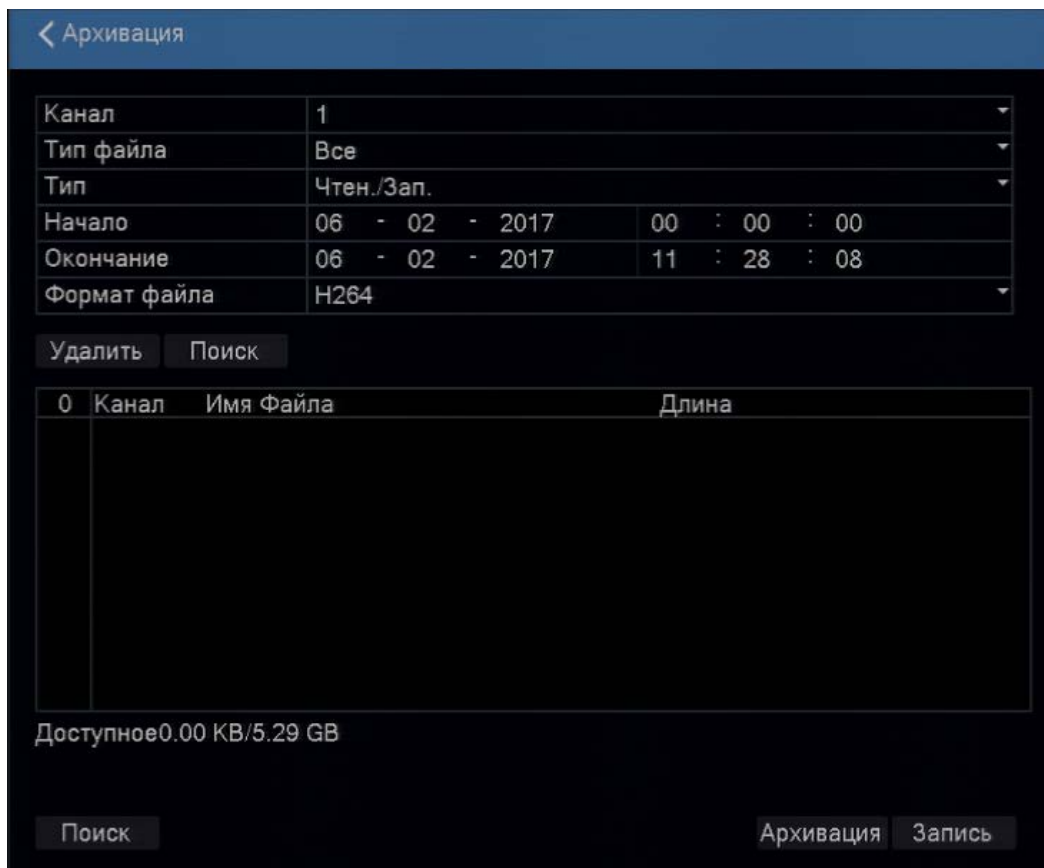 Архивация
Канал 1
Тип файла Все
Тип Чтен./Зап.
Начало 06 - 02 - 2017 00 : 00 : 00
Окончание 06 - 02 - 2017 11 : 28 : 08
Формат файла H264
Удалить Поиск
0 Канал Имя Файла Длина
Доступное0.00 KB/5.29 GB
Поиск Архивация Запись